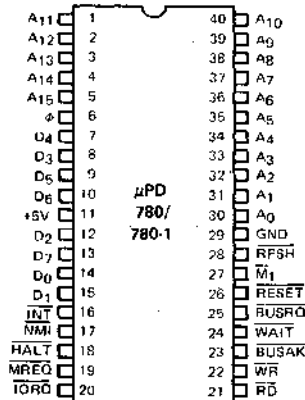 A11 1 40 A10
A12 2 39 A9
A13 3 38 A8
A14 4 37 A7
A15 5 36 A6
Φ 6 35 A5
D4 7 34 A4
D3 8 33 A3
D5 9 32 A2
D6 10 µPD 31 A1
+5V 11 780/ 30 A0
D2 12 780-1 29 GND
D7 13 28 RFSH
D0 14 27 M1
D1 15 26 RESET
INT 16 25 BUSRQ
NMI 17 24 WAIT
HALT 18 23 BUSAK
MREQ 19 22 WR
IORQ 20 21 RD